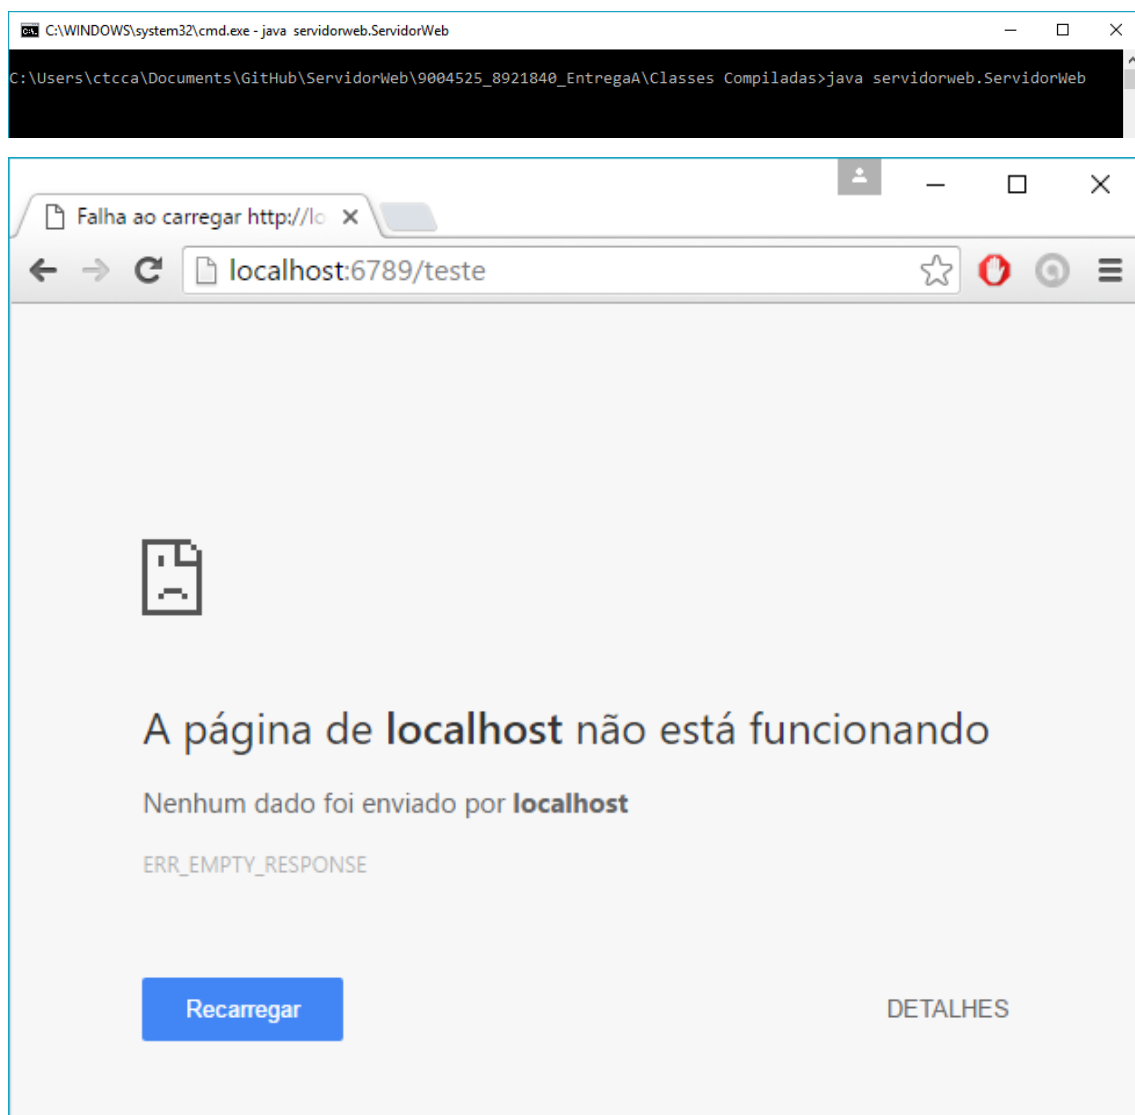 C:\WINDOWS\system32\cmd.exe - java  servidorweb.ServidorWeb
C:\Users\ctcca\Documents\GitHub\ServidorWeb\9004525_8921840_EntregaA\Classes Compiladas>java servidorweb.ServidorWeb
Falha ao carregar http://lo
localhost:6789/teste
A página de localhost não está funcionando
Nenhum dado foi enviado por localhost
ERR_EMPTY_RESPONSE
Recarregar
DETALHES